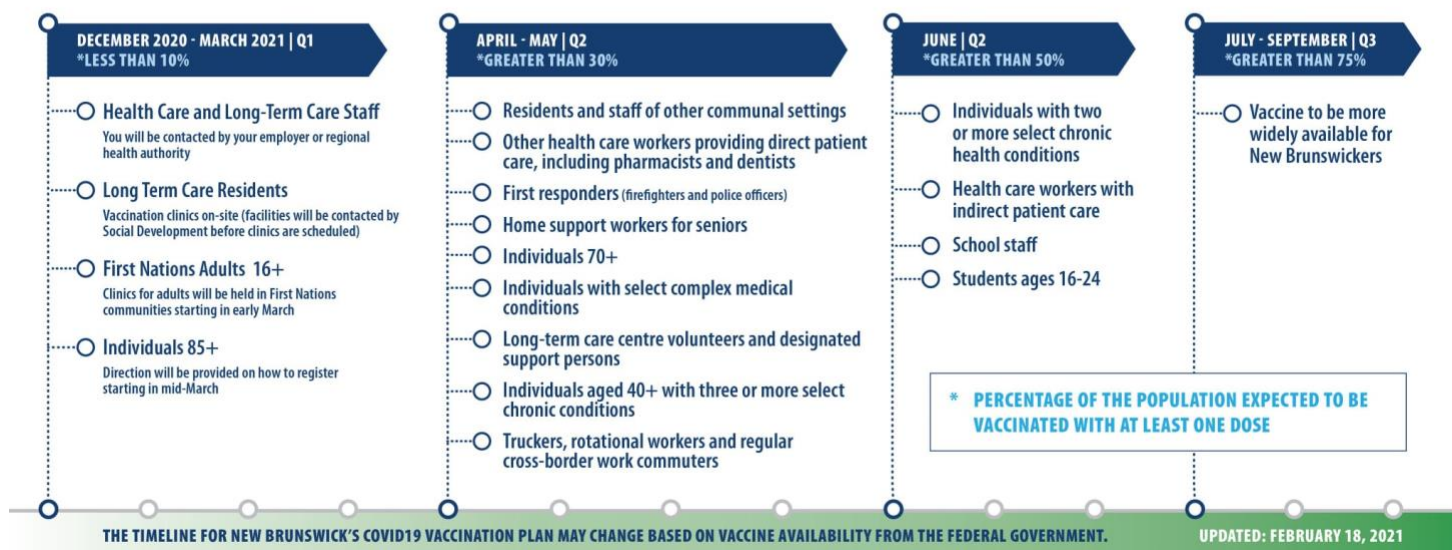 DECEMBER 2020 - MARCH 2021 | Q1
*LESS THAN 10%
Health Care and Long-Term Care Staff
You will be contacted by your employer or regional
health authority
Long Term Care Residents
Vaccination clinics on-site (facilities will be contacted by
Social Development before clinics are scheduled)
First Nations Adults 16+
Clinics for adults will be held in First Nations
communities starting in early March
Individuals 85+
Direction will be provided on how to register
starting in mid-March
APRIL - MAY | Q2
*GREATER THAN 30%
Residents and staff of other communal settings
Other health care workers providing direct patient
care, including pharmacists and dentists
First responders (firefighters and police officers)
Home support workers for seniors
Individuals 70+
Individuals with select complex medical
conditions
Long-term care centre volunteers and designated
support persons
Individuals aged 40+ with three or more select
chronic conditions
Truckers, rotational workers and regular
cross-border work commuters
JUNE | Q2
*GREATER THAN 50%
Individuals with two
or more select chronic
health conditions
Health care workers with
indirect patient care
School staff
Students ages 16-24
JULY - SEPTEMBER | Q3
*GREATER THAN 75%
Vaccine to be more
widely available for
New Brunswickers
* PERCENTAGE OF THE POPULATION EXPECTED TO BE
VACCINATED WITH AT LEAST ONE DOSE
THE TIMELINE FOR NEW BRUNSWICK'S COVID19 VACCINATION PLAN MAY CHANGE BASED ON VACCINE AVAILABILITY FROM THE FEDERAL GOVERNMENT.
UPDATED: FEBRUARY 18, 2021